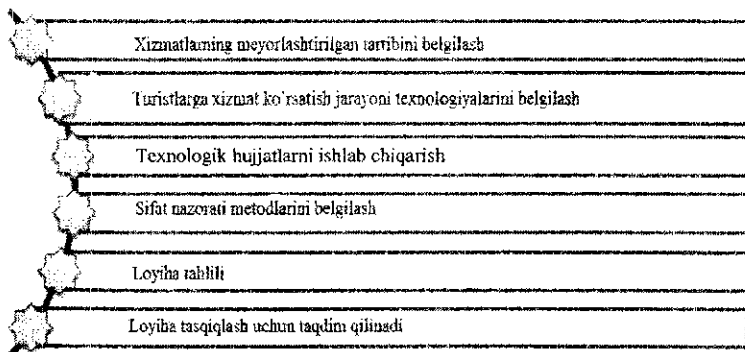 Xizmatlarning meyorlashtirilgan tartibini belgilash
Turistlarga xizmat ko'rsatish jarayoni texnologiyalarini belgilash
Texnologik hujjatlarni ishlab chiqarish
Sifat nazorati metodlarini belgilash
Loyiha tahlili
Loyiha tasqiqlash uchun taqdim qilinadi